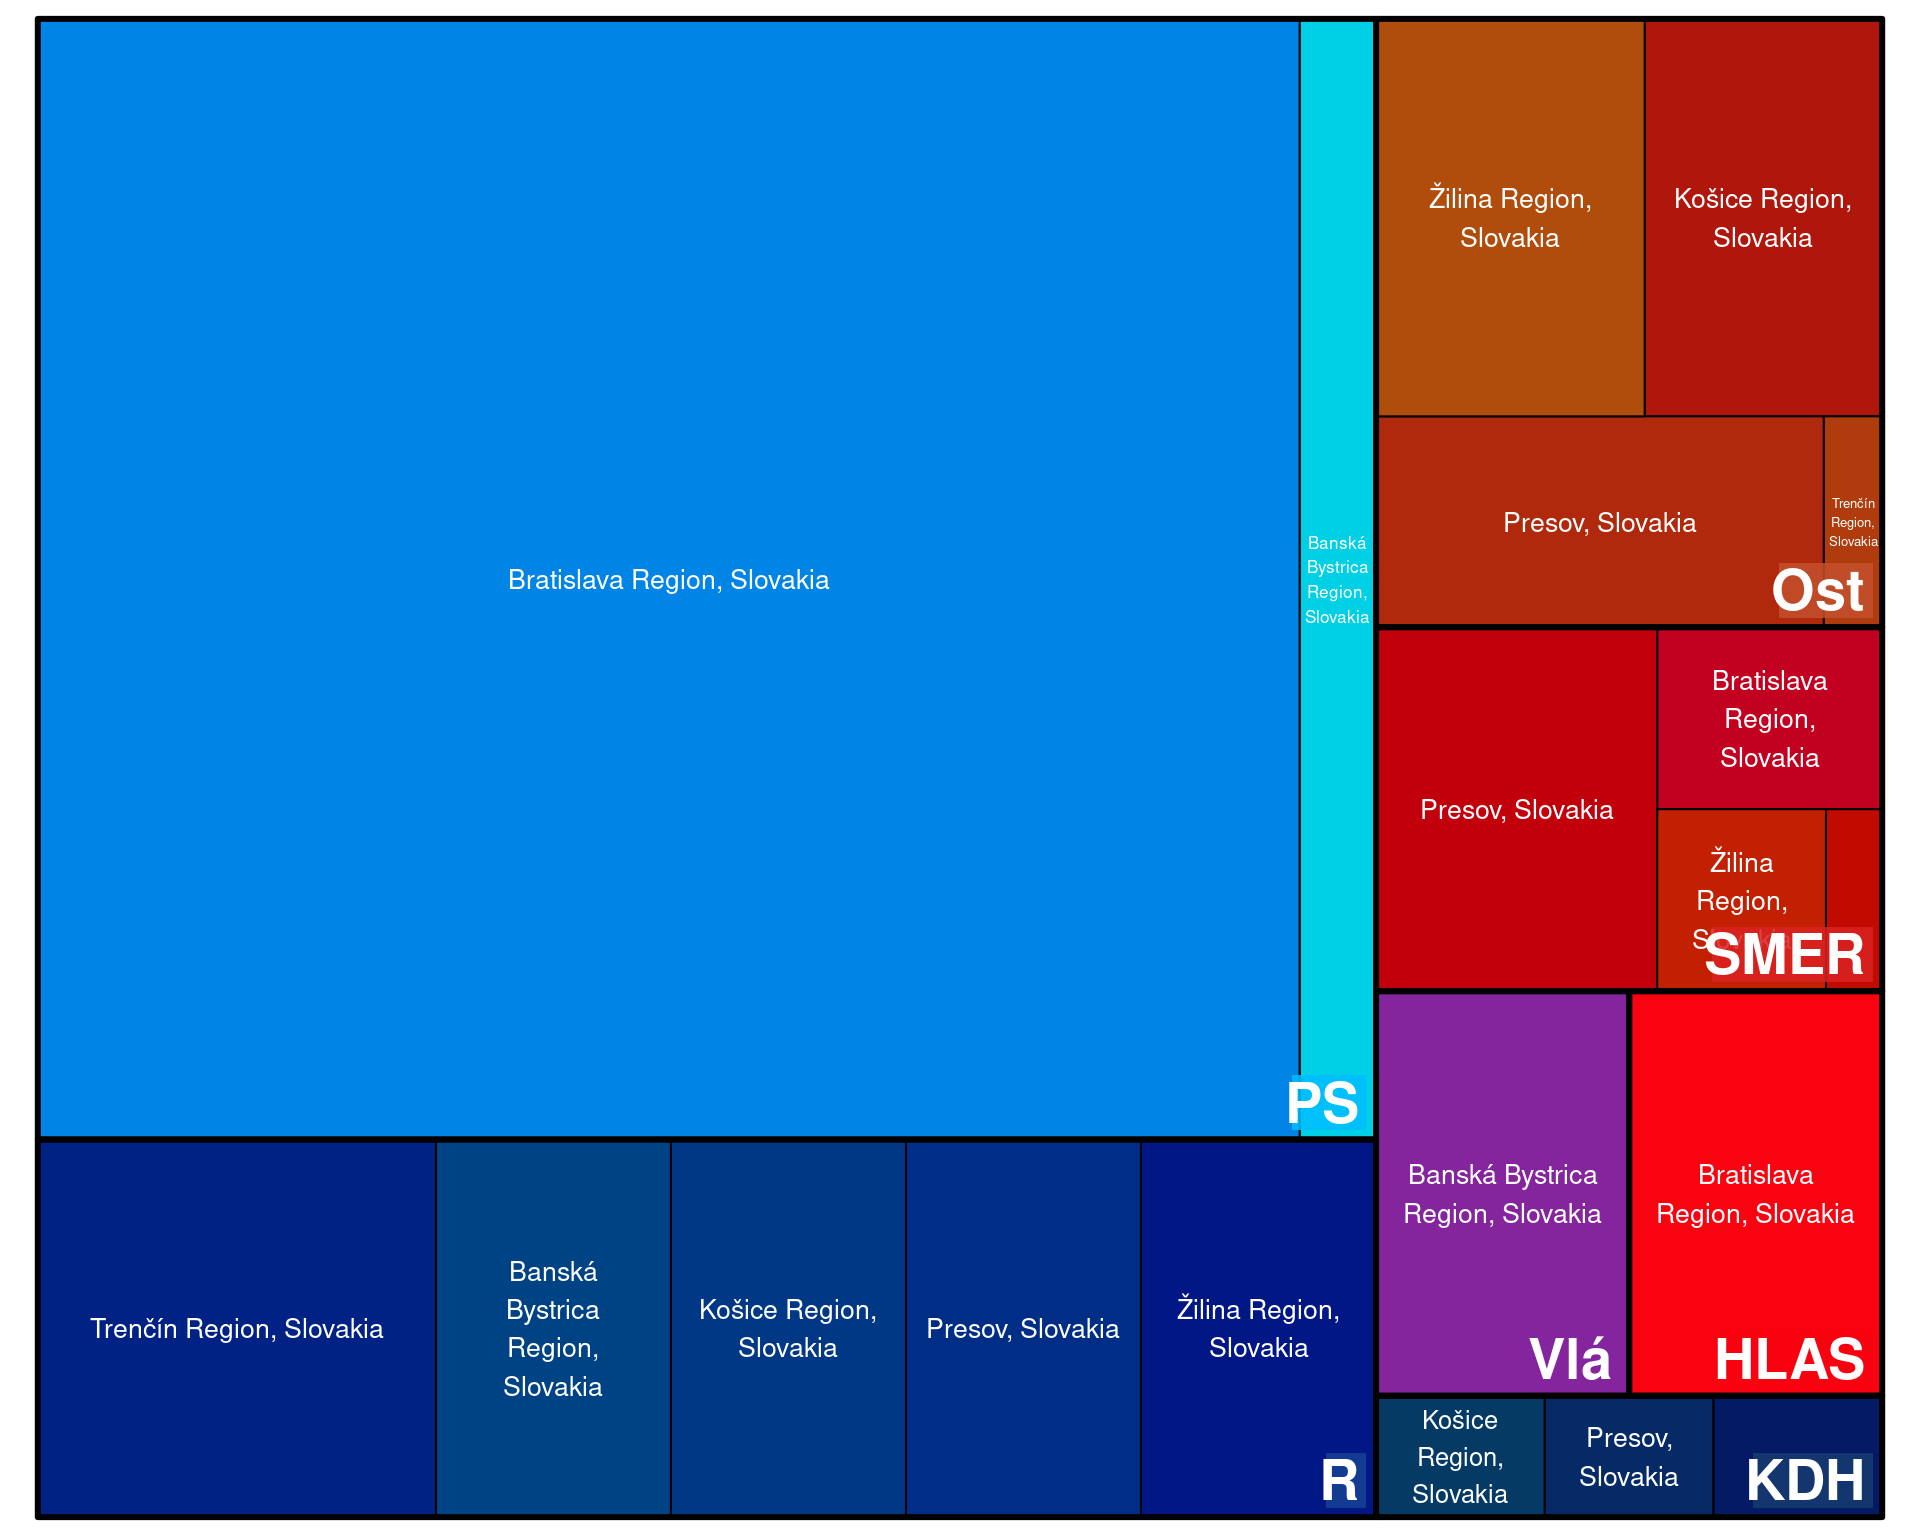 Bratislava Region, Slovakia
Banská
Bystrica
Region,
Slovakia
PS
Trenčín Region, Slovakia
Banská
Bystrica
Region,
Slovakia
Košice Region,
Slovakia
Presov, Slovakia
Žilina Region,
Slovakia
R
Žilina Region,
Slovakia
Košice Region,
Slovakia
Presov, Slovakia
Trenčín
Region,
Slovakia
Ost
Presov, Slovakia
Bratislava
Region,
Slovakia
Žilina
Region,
SMER
Banská Bystrica
Region, Slovakia
Vlá
Bratislava
Region, Slovakia
HLAS
Košice
Region,
Slovakia
Presov,
Slovakia
KDH